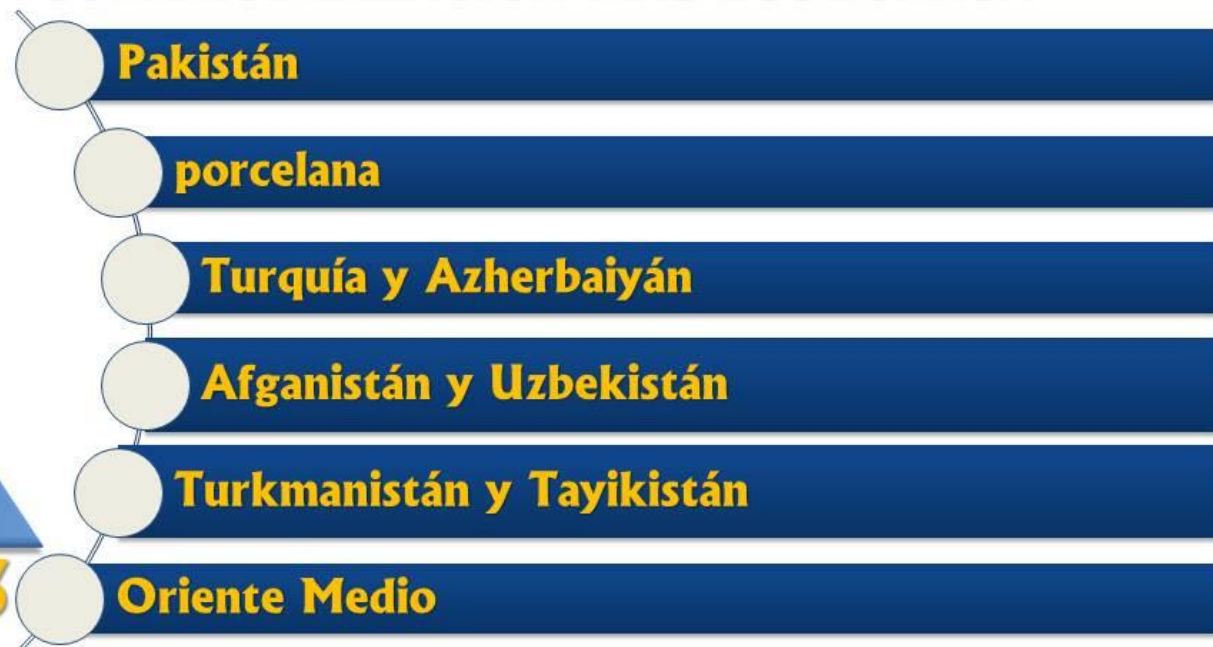 Pakistán
porcelana
Turquía y Azherbaiyán
Afganistán y Uzbekistán
Turkmanistán y Tayikistán
Oriente Medio